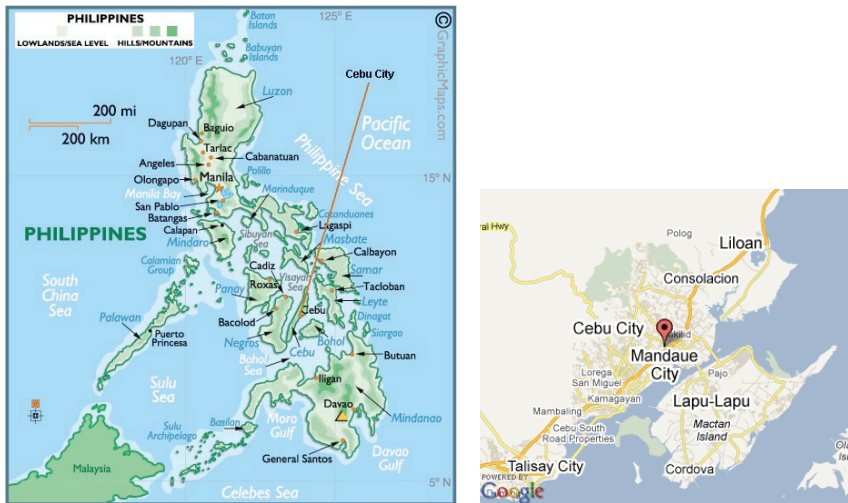 PHILIPPINES
LOWLANDS/SEA LEVEL
HILLS/MOUNTAINS
120°E
125°E
Batan
Islands
Babuyan
Islands
© GraphicMaps.com
Cebu City
Luzon
200 mi
200 km
Pacific
Ocean
Dagupan
Baguio
Tarlac
Cabanatuan
Angeles
Olongapo
Manila
Polillo
Philippine Sea
15°N
Manila Bay
Marinduque
San Pablo
Batangas
Catanduanes
Calapan
Sibuyan
Sea
Legaspi
PHILIPPINES
Mindaro
Masbate
Calbayon
Calamian
Group
Cadiz
Visayan
Sea
Samar
South
China
Sea
Roxas
Panay
Tacloban
Leyte
Palawan
Bacolod
Cebu
Dinagat
Siargao
Puerto
Princesa
Negros
Cebu
Bohol
Bohol
Sea
Butuan
Sulu
Sea
Iligan
Davao
Mindanao
Moro
Gulf
Basilan
Sulu
Archipelago
General Santos
Davao
Gulf
Malaysia
Celebes Sea
5°N
ral Hwy
Polog
Liloan
Consolacion
Cebu City
Mandaue
City
Lorega
San Miguel
Pajo
Kamagayan
Lapu-Lapu
Mambaling
Mactan
Island
Cebu South
Road Properties
Talisay City
Cordova
POWERED BY
Google